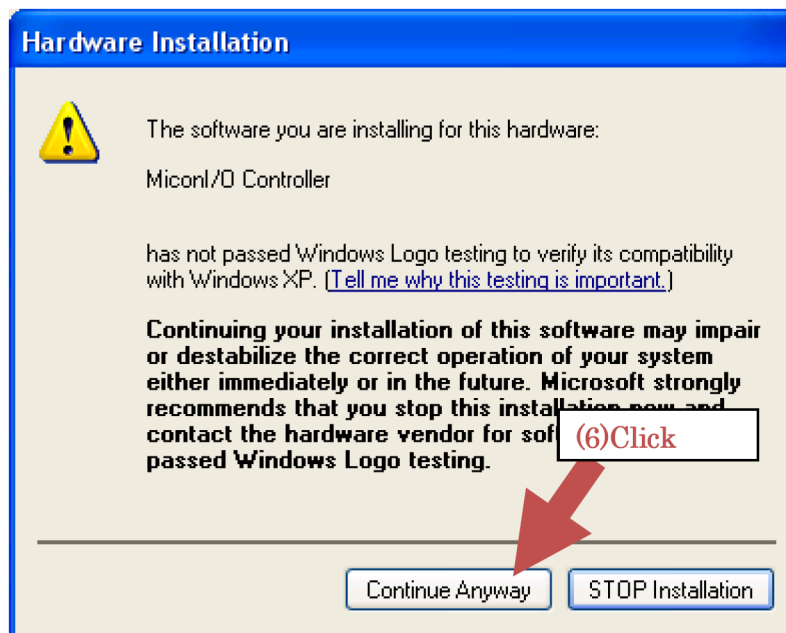 Hardware Installation
The software you are installing for this hardware:
MiconI/O Controller
has not passed Windows Logo testing to verify its compatibility
with Windows XP. (Tell me why this testing is important.)
Continuing your installation of this software may impair
or destabilize the correct operation of your system
either immediately or in the future. Microsoft strongly
recommends that you stop this installation now and
contact the hardware vendor for
passed Windows Logo testing.
(6)Click
Continue Anyway
STOP Installation